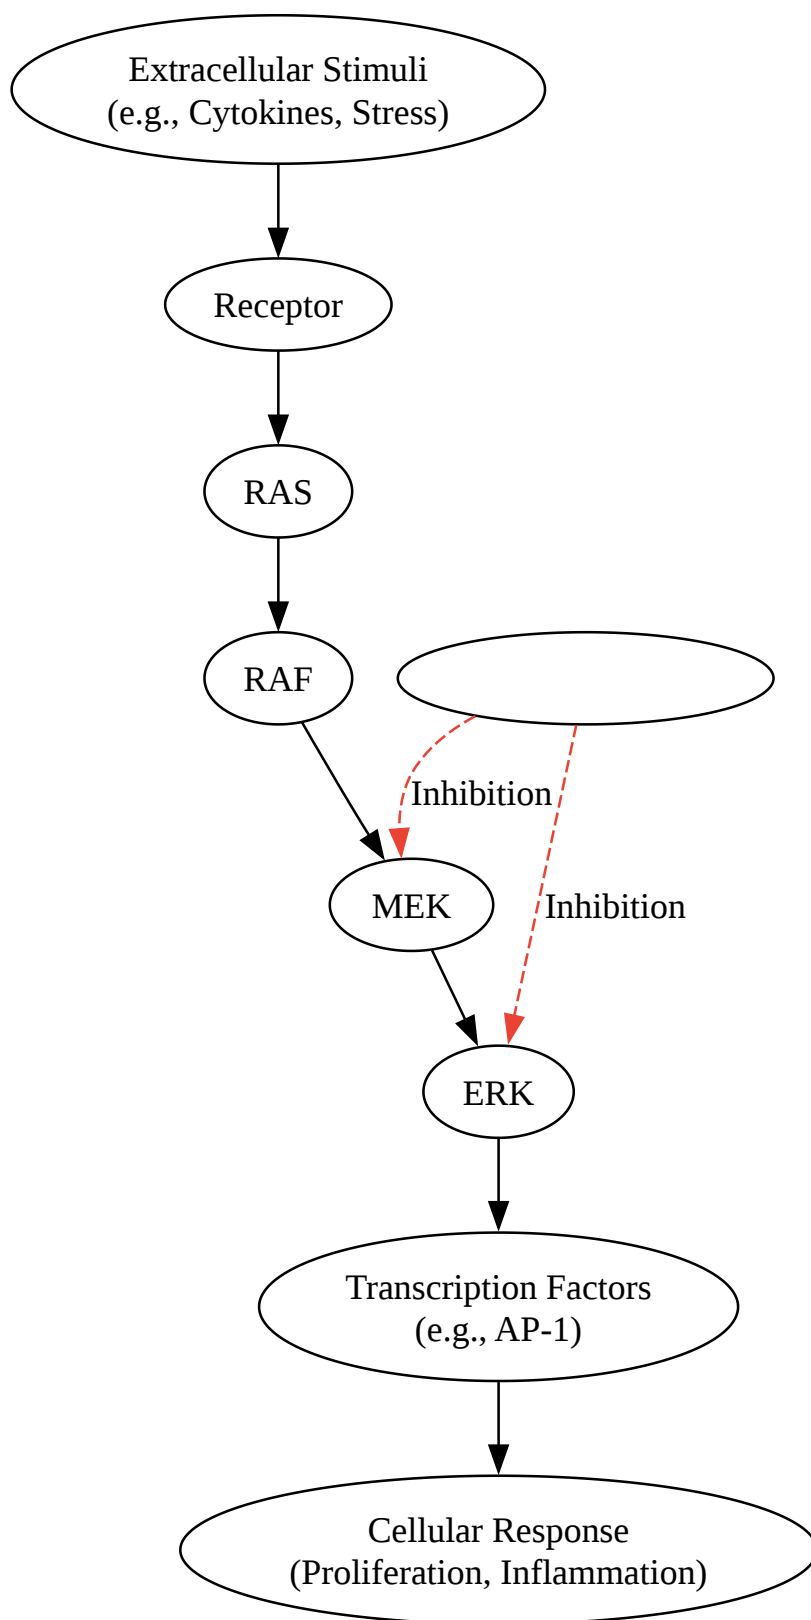 Extracellular Stimuli
(e.g., Cytokines, Stress)
Receptor
RAS
RAF
Inhibition
MEK
Inhibition
ERK
Transcription Factors
(e.g., AP-1)
Cellular Response
(Proliferation, Inflammation)